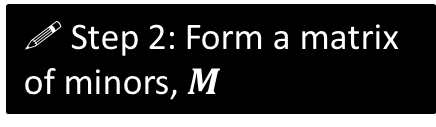 ✏ Step 2: Form a matrix
of minors, M